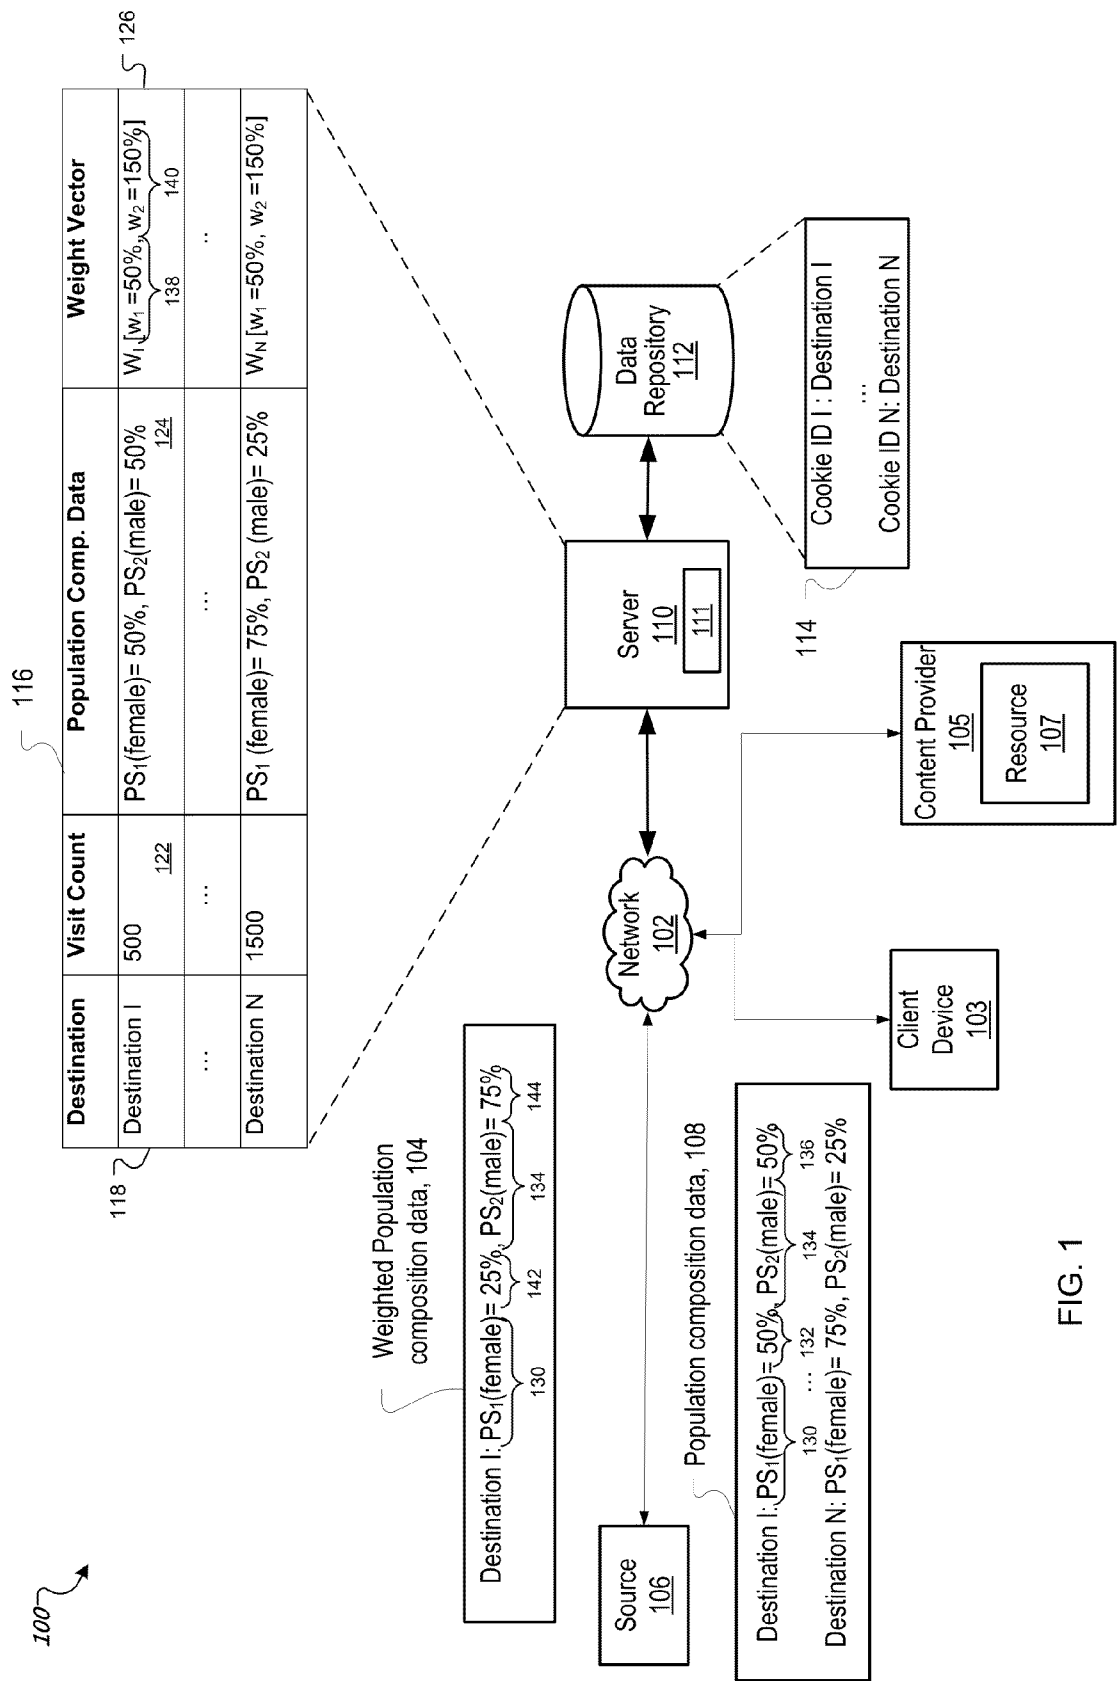 100
116
Destination Visit Count Population Comp. Data Weight Vector
118
Destination I 500 PS₁(female)= 50%, PS₂(male)= 50% W_I [w₁ =50%, w₂ =150%]
126
122 124 138 140
… … … ..
Destination N 1500 PS₁ (female)= 75%, PS₂ (male)= 25% W_N [w₁ =50%, w₂ =150%]
Weighted Population
composition data, 104
Destination I: PS₁(female)= 25%, PS₂(male)= 75%
130 142 134 144
Source
106
Network
102
Server
110
111
Data
Repository
112
Population composition data, 108
Destination I: PS₁(female)= 50%, PS₂(male)= 50%
130 … 132 134 136
Destination N: PS₁(female)= 75%, PS₂(male)= 25%
Client
Device
103
Content Provider
105
Resource
107
114
Cookie ID I : Destination I
…
Cookie ID N: Destination N
FIG. 1